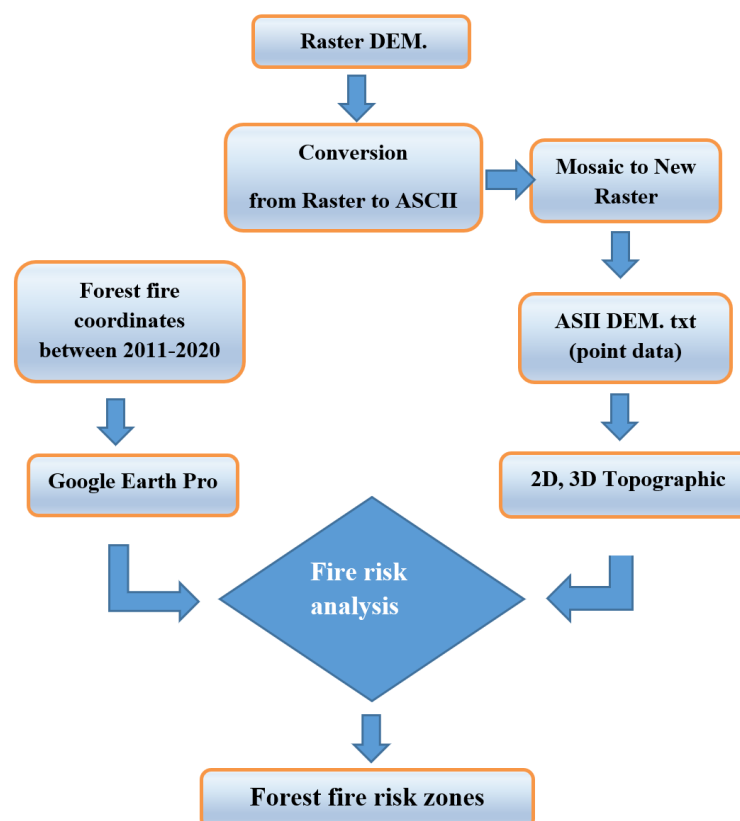 Raster DEM.
Conversion
from Raster to ASCII
Mosaic to New
Raster
Forest fire
coordinates
between 2011-2020
ASII DEM. txt
(point data)
Google Earth Pro
2D, 3D Topographic
Fire risk
analysis
Forest fire risk zones